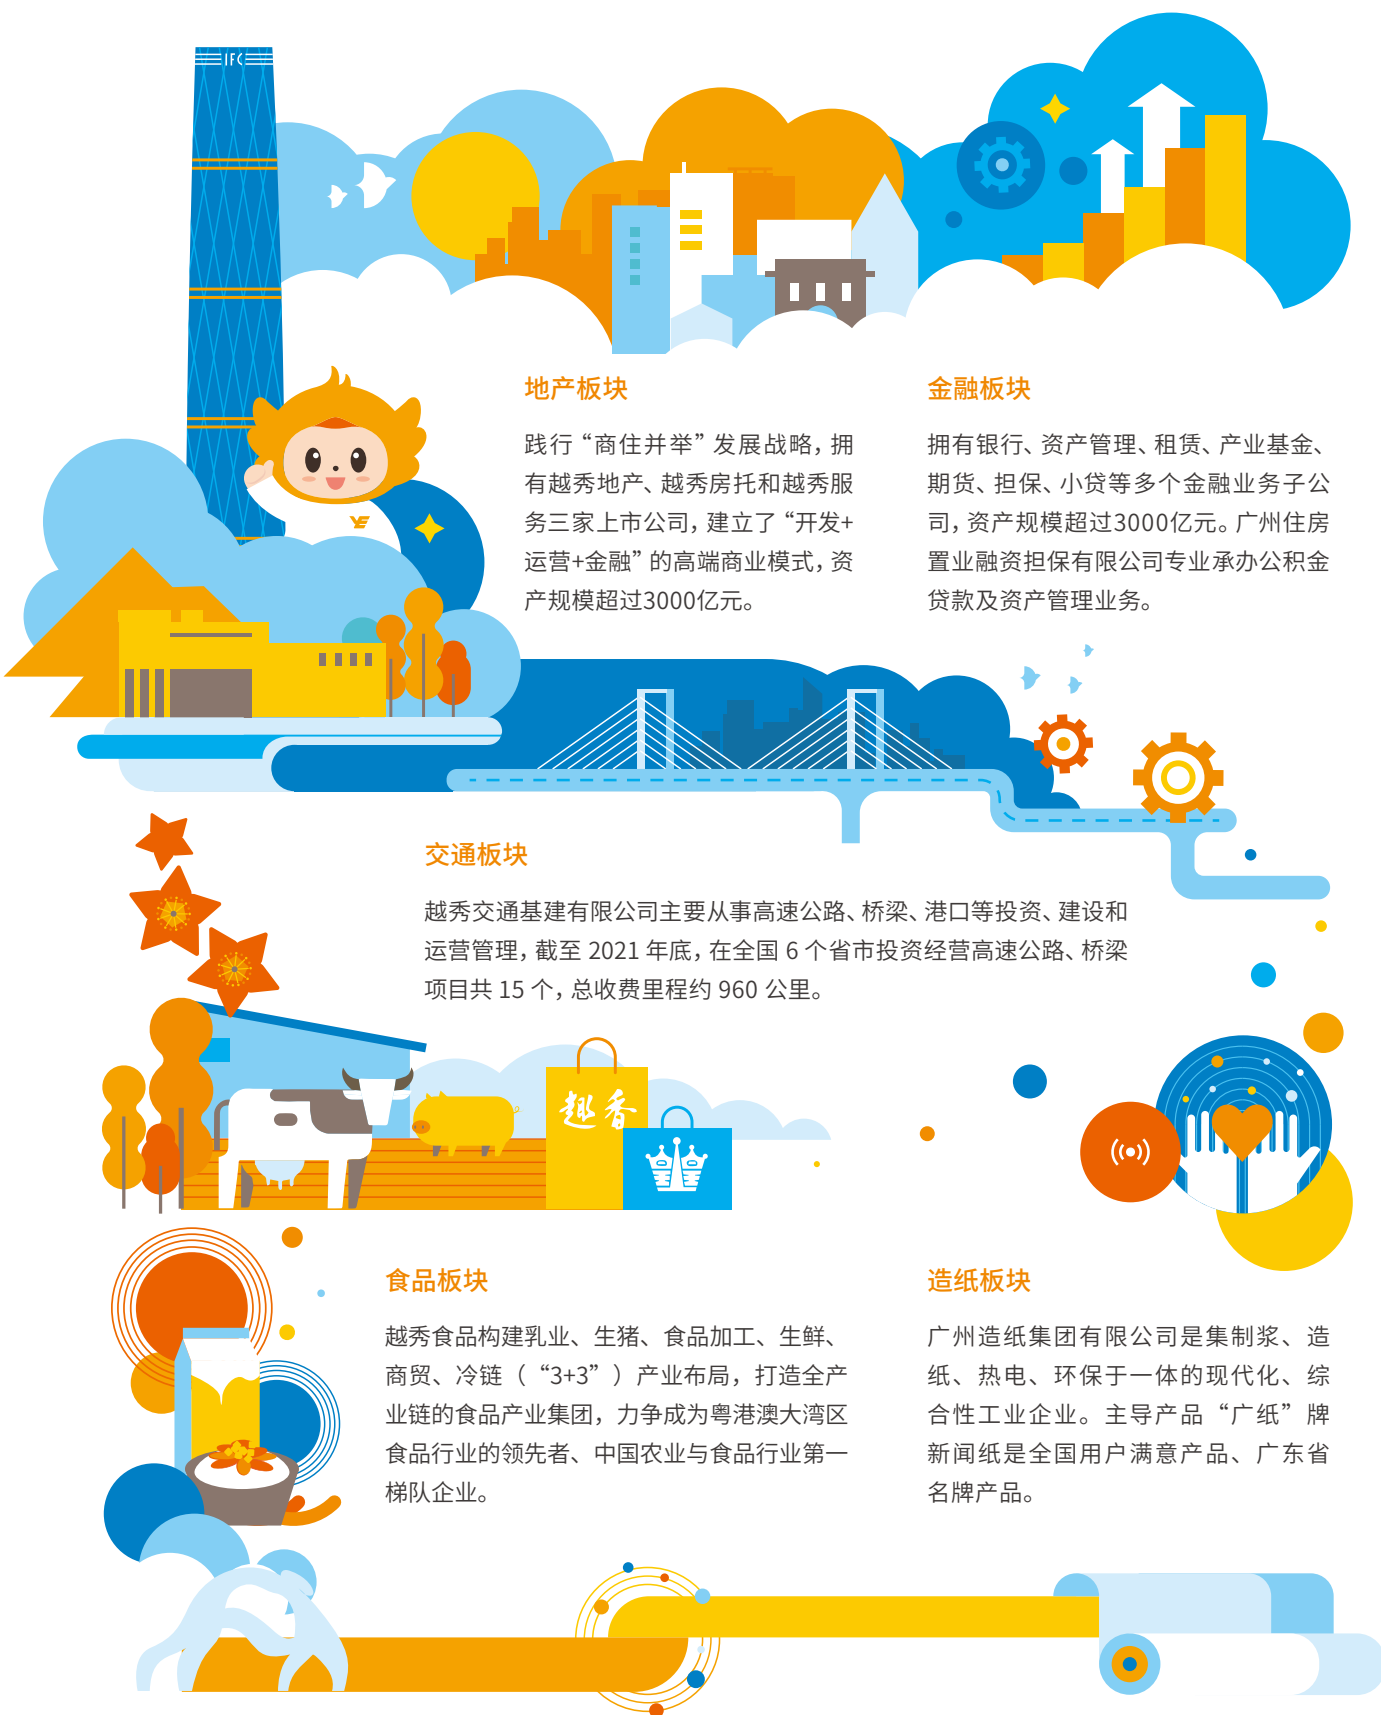 IFC
地产板块
践行“商住并举”发展战略，拥
有越秀地产、越秀房托和越秀服
务三家上市公司，建立了“开发+
运营+金融”的高端商业模式，资
产规模超过3000亿元。
金融板块
拥有银行、资产管理、租赁、产业基金、
期货、担保、小贷等多个金融业务子公
司，资产规模超过3000亿元。广州住房
置业融资担保有限公司专业承办公积金
贷款及资产管理业务。
交通板块
越秀交通基建有限公司主要从事高速公路、桥梁、港口等投资、建设和
运营管理，截至 2021 年底，在全国 6 个省市投资经营高速公路、桥梁
项目共 15 个，总收费里程约 960 公里。
趣香
食品板块
越秀食品构建乳业、生猪、食品加工、生鲜、
商贸、冷链（“3+3”）产业布局，打造全产
业链的食品产业集团，力争成为粤港澳大湾区
食品行业的领先者、中国农业与食品行业第一
梯队企业。
造纸板块
广州造纸集团有限公司是集制浆、造
纸、热电、环保于一体的现代化、综
合性工业企业。主导产品“广纸”牌
新闻纸是全国用户满意产品、广东省
名牌产品。